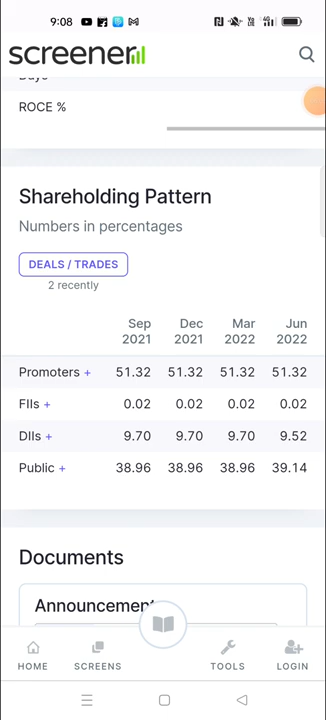 9:08
screener
Days
ROCE %
Shareholding Pattern
Numbers in percentages
DEALS / TRADES
2 recently
Sep 2021 Dec 2021 Mar 2022 Jun 2022
Promoters + 51.32 51.32 51.32 51.32
FIIs + 0.02 0.02 0.02 0.02
DIIs + 9.70 9.70 9.70 9.52
Public + 38.96 38.96 38.96 39.14
Documents
Announcement
HOME SCREENS TOOLS LOGIN